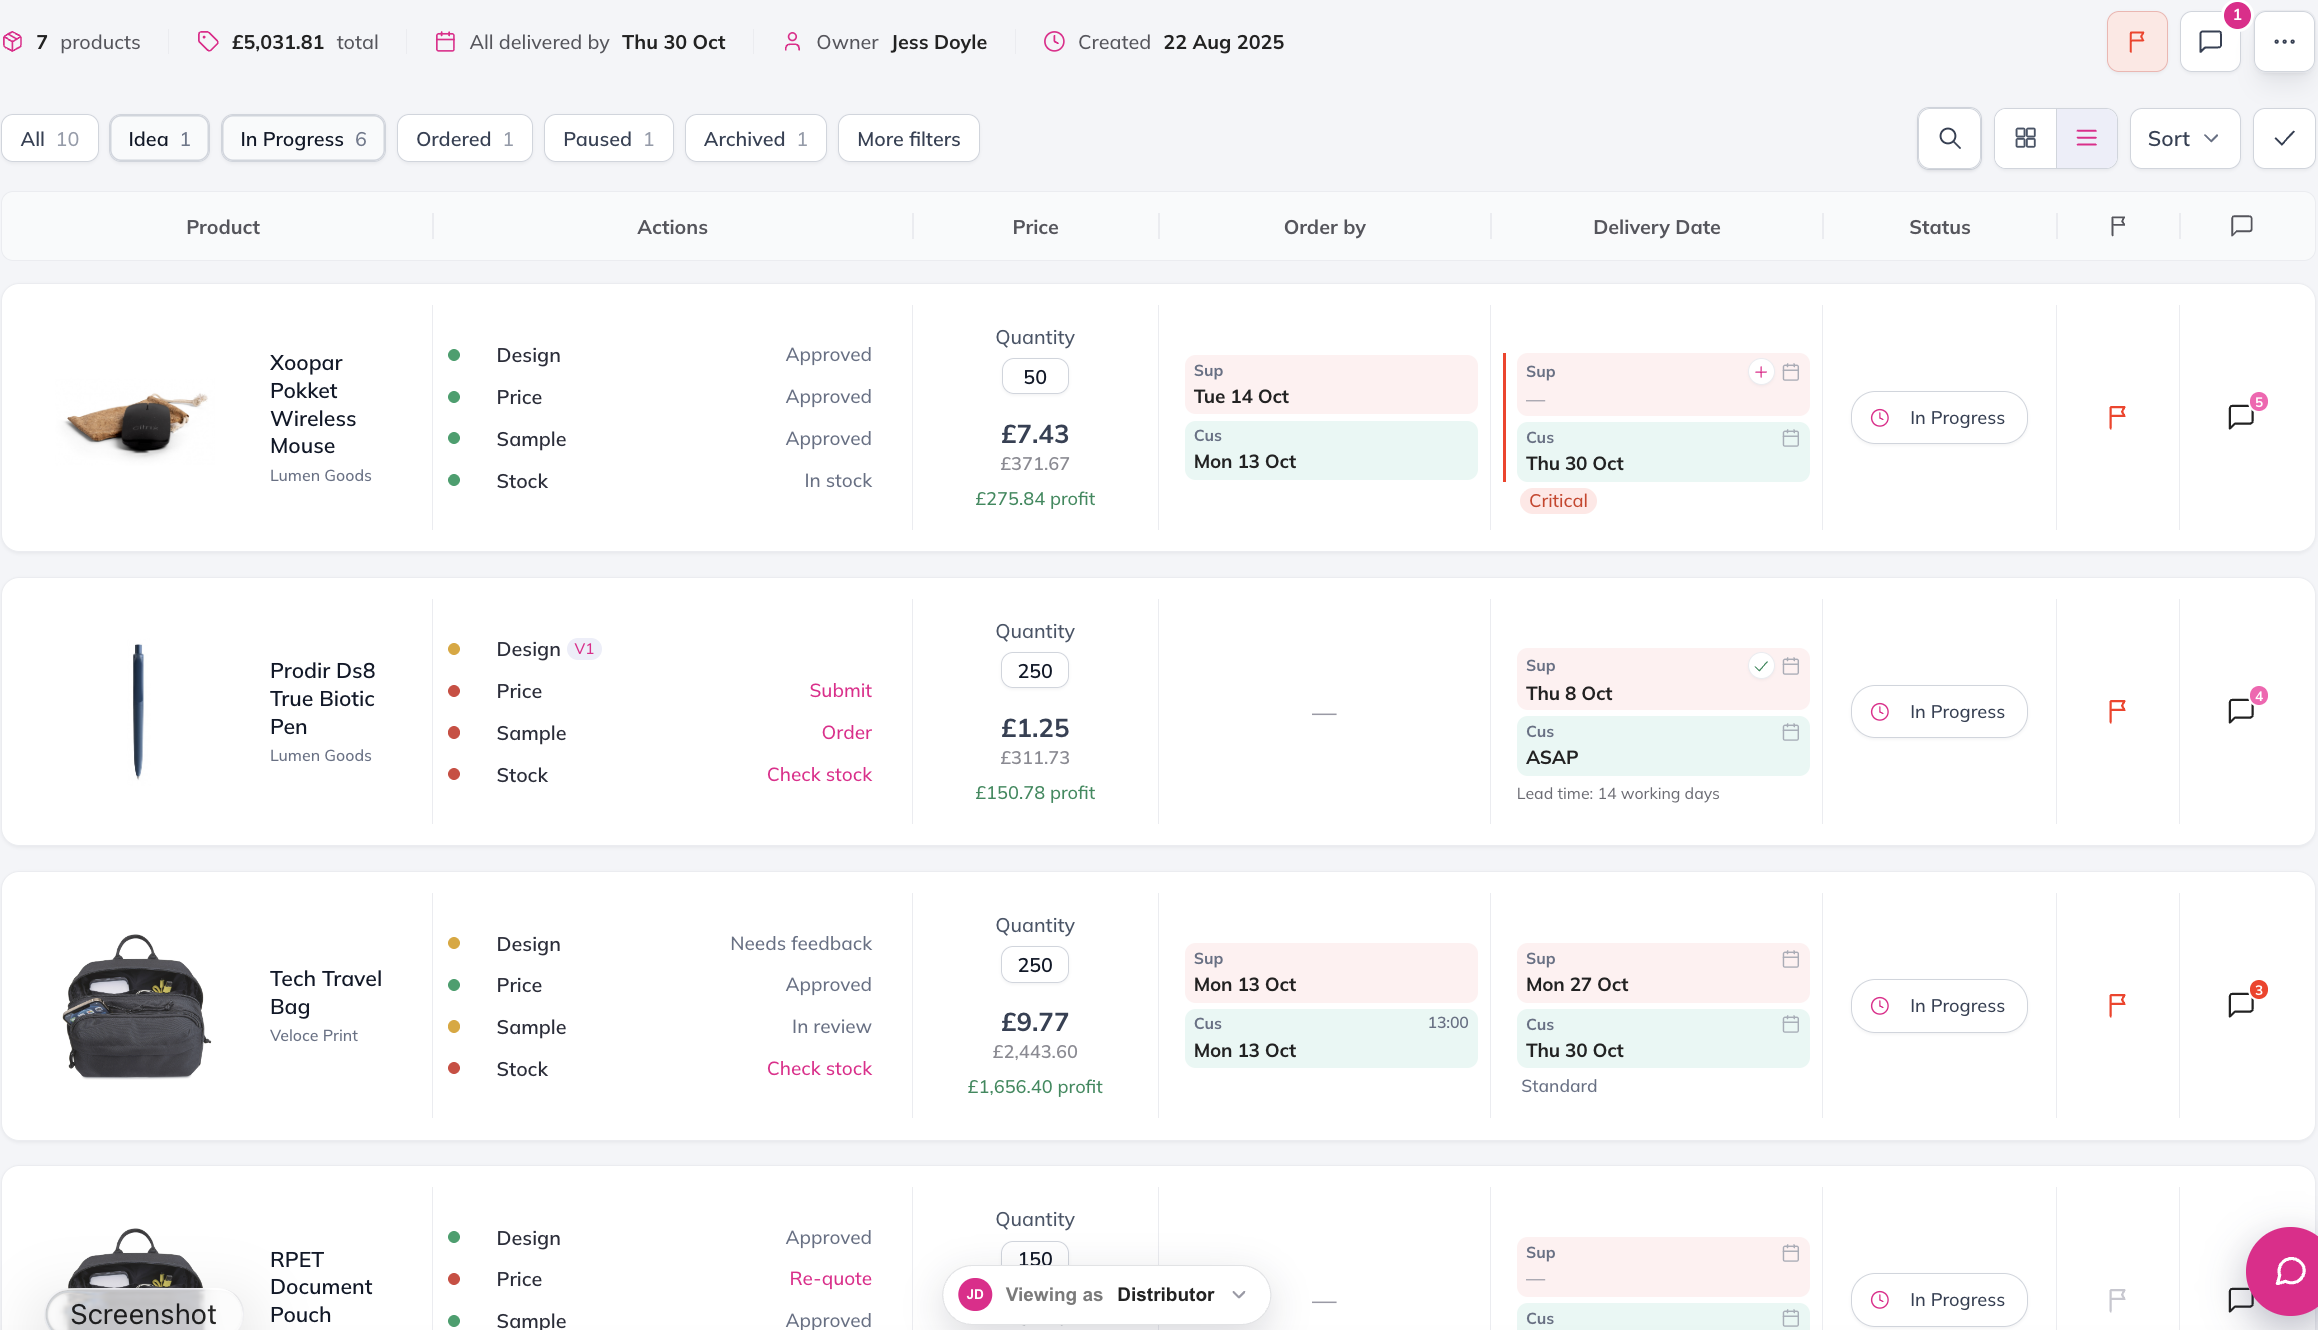 7 products £5,031.81 total All delivered by Thu 30 Oct Owner Jess Doyle Created 22 Aug 2025 1
All 10 Idea 1 In Progress 6 Ordered 1 Paused 1 Archived 1 More filters Sort
Product Actions Price Order by Delivery Date Status
Xoopar
Pokket
Wireless
Mouse
Lumen Goods
Design Approved
Price Approved
Sample Approved
Stock In stock
Quantity
50
£7.43
£371.67
£275.84 profit
Sup
Tue 14 Oct
Cus
Mon 13 Oct
Sup
—
Cus
Thu 30 Oct
Critical
In Progress
5
Prodir Ds8
True Biotic
Pen
Lumen Goods
Design V1
Price Submit
Sample Order
Stock Check stock
Quantity
250
£1.25
£311.73
£150.78 profit
—
Sup
Thu 8 Oct
Cus
ASAP
Lead time: 14 working days
In Progress
4
Tech Travel
Bag
Veloce Print
Design Needs feedback
Price Approved
Sample In review
Stock Check stock
Quantity
250
£9.77
£2,443.60
£1,656.40 profit
Sup
Mon 13 Oct
Cus 13:00
Mon 13 Oct
Sup
Mon 27 Oct
Cus
Thu 30 Oct
Standard
In Progress
3
RPET
Document
Pouch
Design Approved
Price Re-quote
Sample Approved
Quantity
150
—
Sup
—
Cus
In Progress
Screenshot
JD Viewing as Distributor